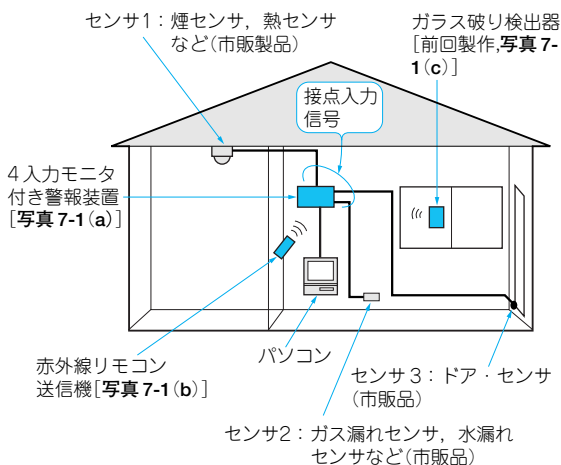 センサ1：煙センサ，熱センサ
など(市販製品)
ガラス破り検出器
[前回製作,写真7-
1(c)]
接点入力
信号
4入力モニタ
付き警報装置
[写真7-1(a)]
赤外線リモコン
送信機[写真7-1(b)]
パソコン
センサ3：ドア・センサ
(市販品)
センサ2：ガス漏れセンサ，水漏れ
センサなど(市販品)